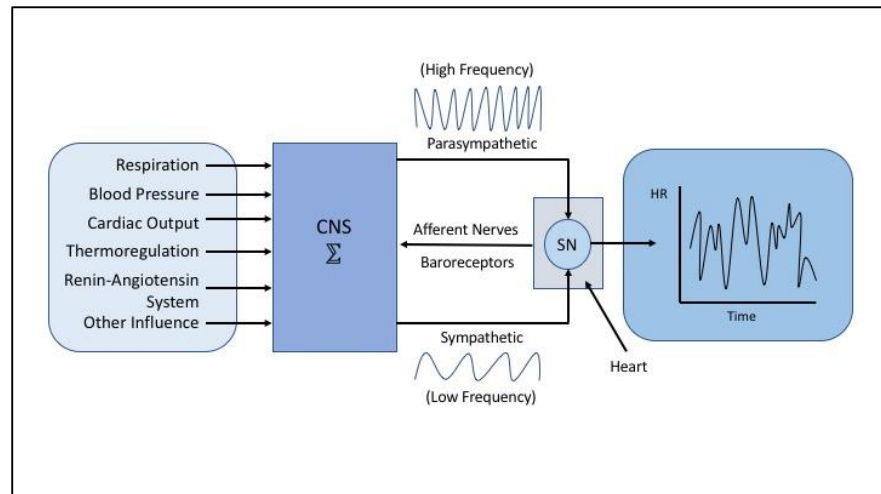 (High Frequency)
Parasympathetic
Respiration
Blood Pressure
Cardiac Output
Thermoregulation
Renin-Angiotensin
System
Other Influence
CNS
Σ
Afferent Nerves
Baroreceptors
SN
HR
Time
Sympathetic
(Low Frequency)
Heart